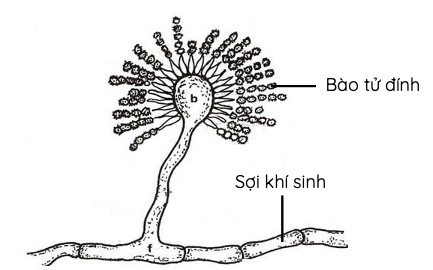 b
Bào tử đính
Sợi khí sinh
f